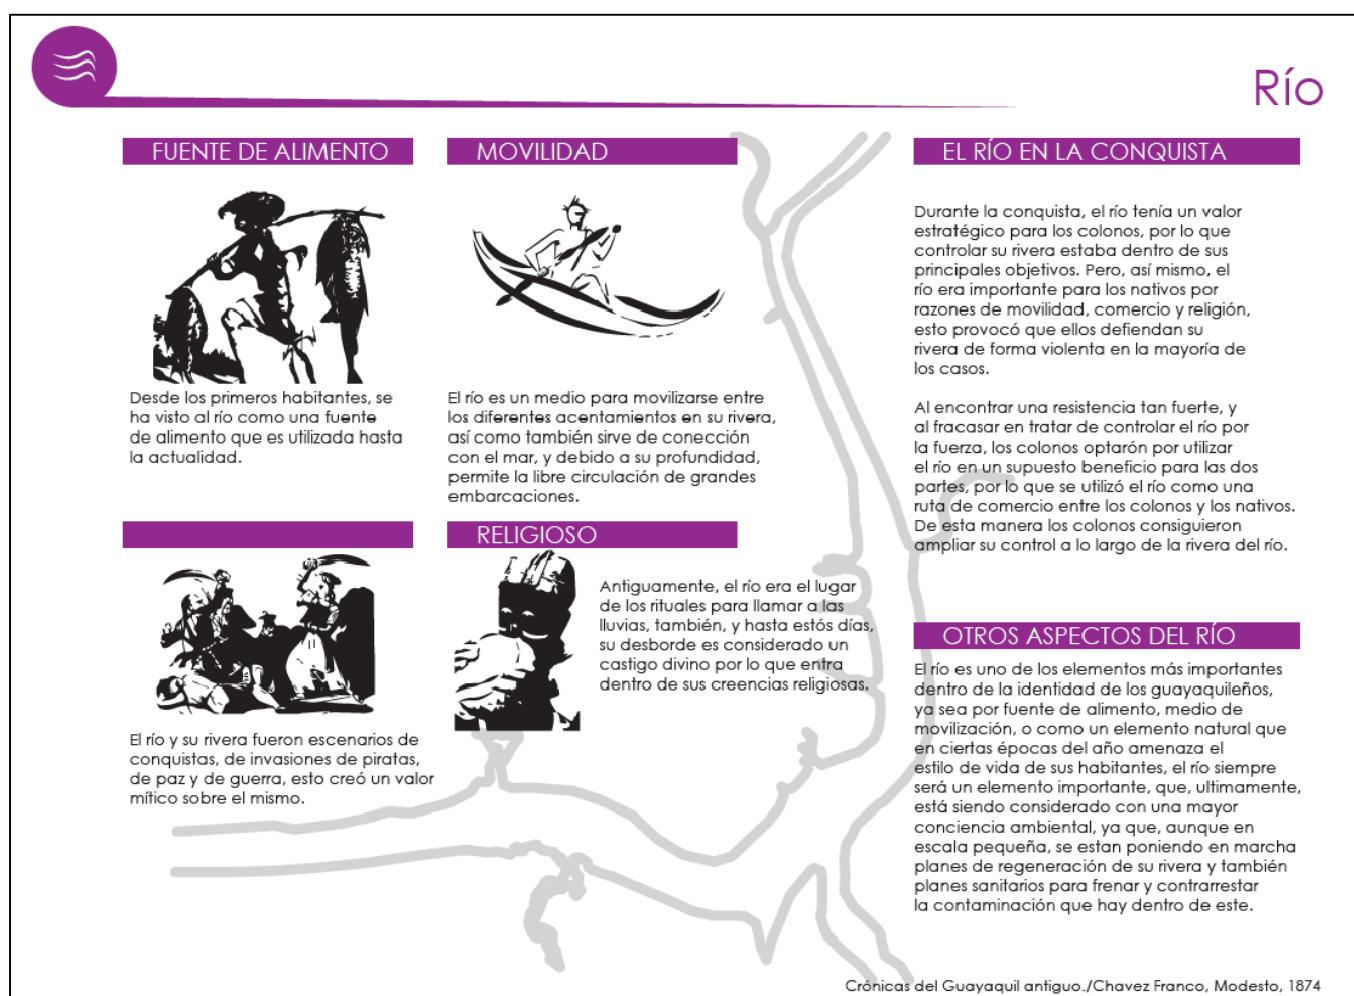 Río
FUENTE DE ALIMENTO
Desde los primeros habitantes, se
ha visto al río como una fuente
de alimento que es utilizada hasta
la actualidad.
MOVILIDAD
El río es un medio para movilizarse entre
los diferentes acentamientos en su rivera,
así como también sirve de conección
con el mar, y debido a su profundidad,
permite la libre circulación de grandes
embarcaciones.
El río y su rivera fueron escenarios de
conquistas, de invasiones de piratas,
de paz y de guerra, esto creó un valor
mítico sobre el mismo.
RELIGIOSO
Antiguamente, el río era el lugar
de los rituales para llamar a las
lluvias, también, y hasta estós días,
su desborde es considerado un
castigo divino por lo que entra
dentro de sus creencias religiosas.
EL RÍO EN LA CONQUISTA
Durante la conquista, el río tenía un valor
estratégico para los colonos, por lo que
controlar su rivera estaba dentro de sus
principales objetivos. Pero, así mismo, el
río era importante para los nativos por
razones de movilidad, comercio y religión,
esto provocó que ellos defiendan su
rivera de forma violenta en la mayoría de
los casos.
Al encontrar una resistencia tan fuerte, y
al fracasar en tratar de controlar el río por
la fuerza, los colonos optarón por utilizar
el río en un supuesto beneficio para las dos
partes, por lo que se utilizó el río como una
ruta de comercio entre los colonos y los nativos.
De esta manera los colonos consiguieron
ampliar su control a lo largo de la rivera del río.
OTROS ASPECTOS DEL RÍO
El río es uno de los elementos más importantes
dentro de la identidad de los guayaquileños,
ya sea por fuente de alimento, medio de
movilización, o como un elemento natural que
en ciertas épocas del año amenaza el
estilo de vida de sus habitantes, el río siempre
será un elemento importante, que, ultimamente,
está siendo considerado con una mayor
conciencia ambiental, ya que, aunque en
escala pequeña, se estan poniendo en marcha
planes de regeneración de su rivera y también
planes sanitarios para frenar y contrarrestar
la contaminación que hay dentro de este.
Crónicas del Guayaquil antiguo./Chavez Franco, Modesto, 1874